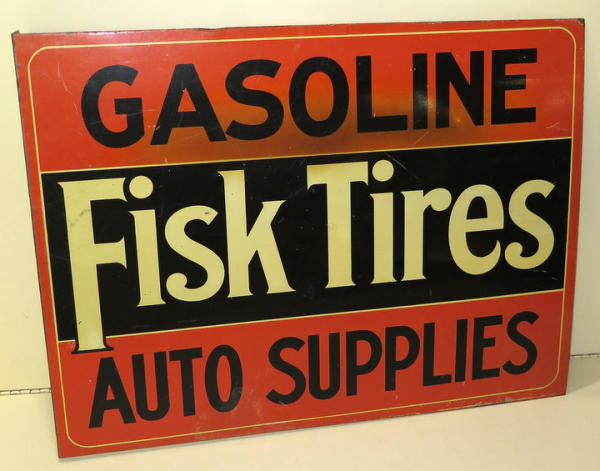 GASOLINE
Fisk Tires
AUTO SUPPLIES